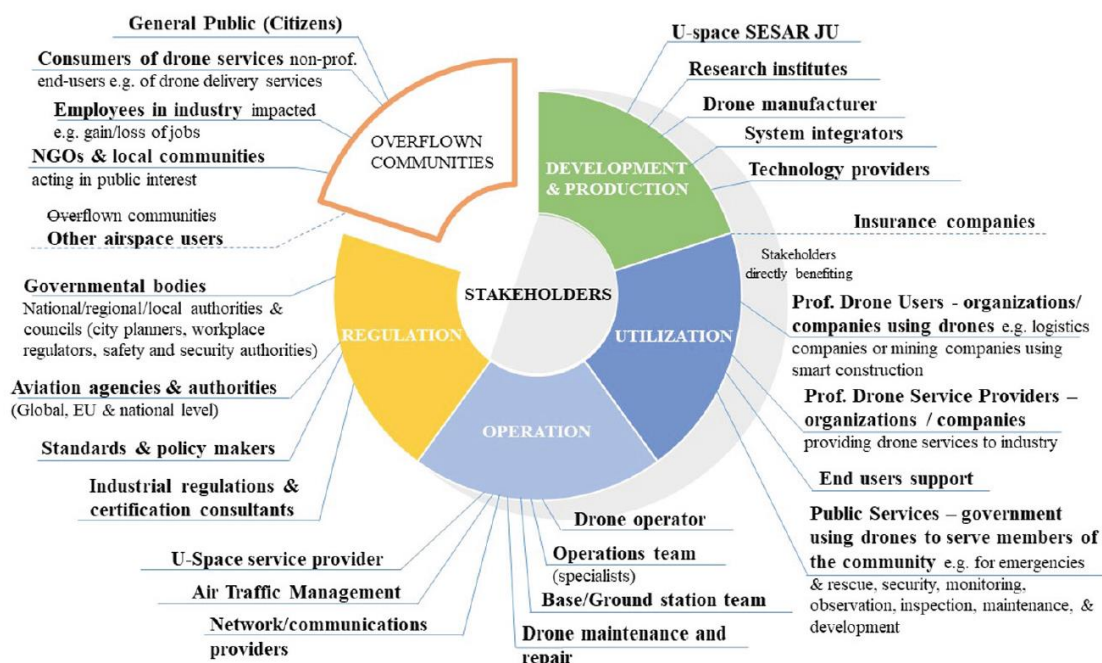 General Public (Citizens)
Consumers of drone services non-prof.
end-users e.g. of drone delivery services
Employees in industry impacted
e.g. gain/loss of jobs
NGOs & local communities
acting in public interest
Overflown communities
Other airspace users
OVERFLOWN
COMMUNITIES
U-space SESAR JU
Research institutes
Drone manufacturer
System integrators
Technology providers
Insurance companies
DEVELOPMENT
& PRODUCTION
Stakeholders
directly benefiting
STAKEHOLDERS
Governmental bodies
National/regional/local authorities &
councils (city planners, workplace
regulators, safety and security authorities)
Aviation agencies & authorities
(Global, EU & national level)
Standards & policy makers
Industrial regulations &
certification consultants
REGULATION
UTILIZATION
Prof. Drone Users - organizations/
companies using drones e.g. logistics
companies or mining companies using
smart construction
Prof. Drone Service Providers –
organizations / companies
providing drone services to industry
End users support
Public Services – government
using drones to serve members of
the community e.g. for emergencies
& rescue, security, monitoring,
observation, inspection, maintenance, &
development
OPERATION
Drone operator
Operations team
(specialists)
Base/Ground station team
Drone maintenance and
repair
U-Space service provider
Air Traffic Management
Network/communications
providers